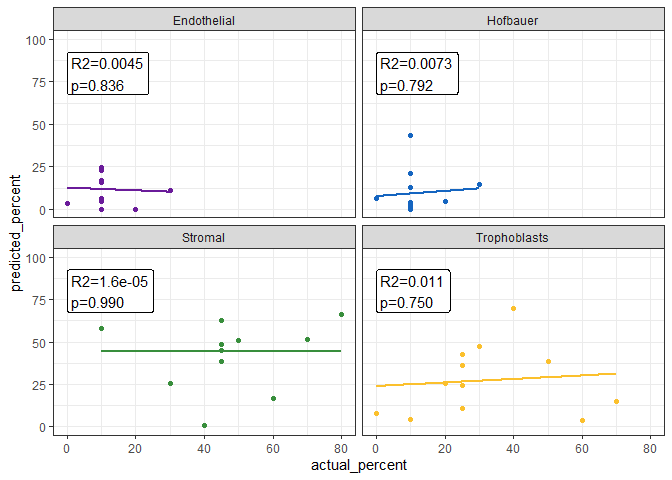 Endothelial
Hofbauer
R2=0.0045
p=0.836
R2=0.0073
p=0.792
100
75
50
25
0
Stromal
Trophoblasts
R2=1.6e-05
p=0.990
R2=0.011
p=0.750
100
75
50
25
0
predicted_percent
0 20 40 60 80
0 20 40 60 80
actual_percent